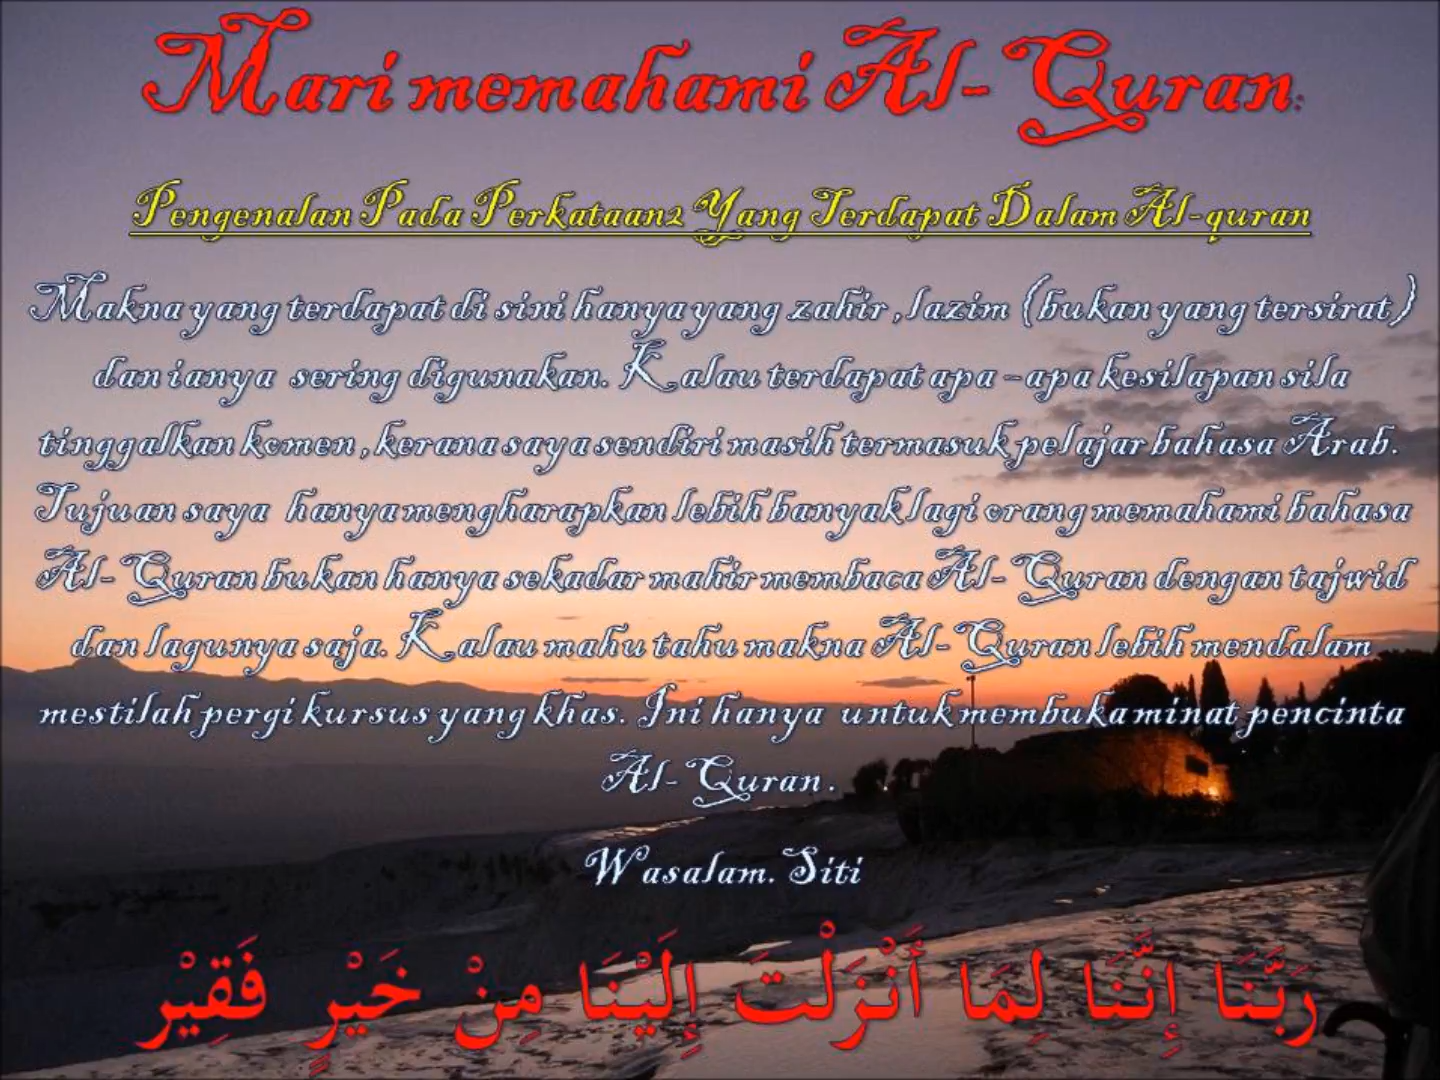 Mari memahami Al-Quran:
Pengenalan Pada Perkataan2 Yang Terdapat Dalam Al-quran
Makna yang terdapat di sini hanya yang zahir, lazim (bukan yang tersirat)
dan ianya sering digunakan. Kalau terdapat apa-apa kesilapan sila
tinggalkan komen, kerana saya sendiri masih termasuk pelajar bahasa Arab.
Tujuan saya hanya mengharapkan lebih banyak lagi orang memahami bahasa
Al-Quran bukan hanya sekadar mahir membaca Al-Quran dengan tajwid
dan lagunya saja. Kalau mahu tahu makna Al-Quran lebih mendalam
mestilah pergi kursus yang khas. Ini hanya untuk membuka minat pencinta
Al-Quran.
Wasalam. Siti
رَبَّنَا إِنَّنَا لِمَا أَنْزَلْتَ إِلَيْنَا مِنْ خَيْرٍ فَقِيْر